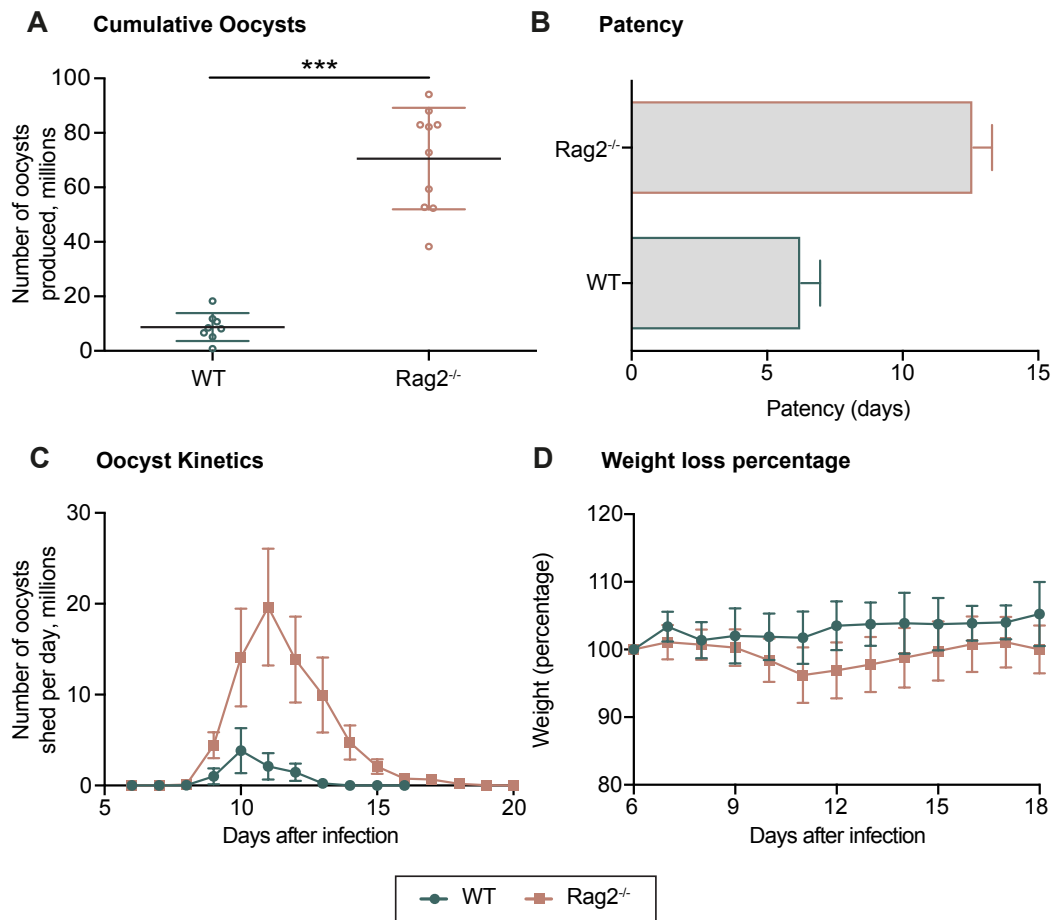 A Cumulative Oocysts
***
Number of oocysts
produced, millions
100
80
60
40
20
0
WT
Rag2-/-
B Patency
Rag2-/-
WT
0 5 10 15
Patency (days)
C Oocyst Kinetics
Number of oocysts
shed per day, millions
30
20
10
0
5 10 15 20
Days after infection
D Weight loss percentage
Weight (percentage)
120
110
100
90
80
6 9 12 15 18
Days after infection
WT Rag2-/-